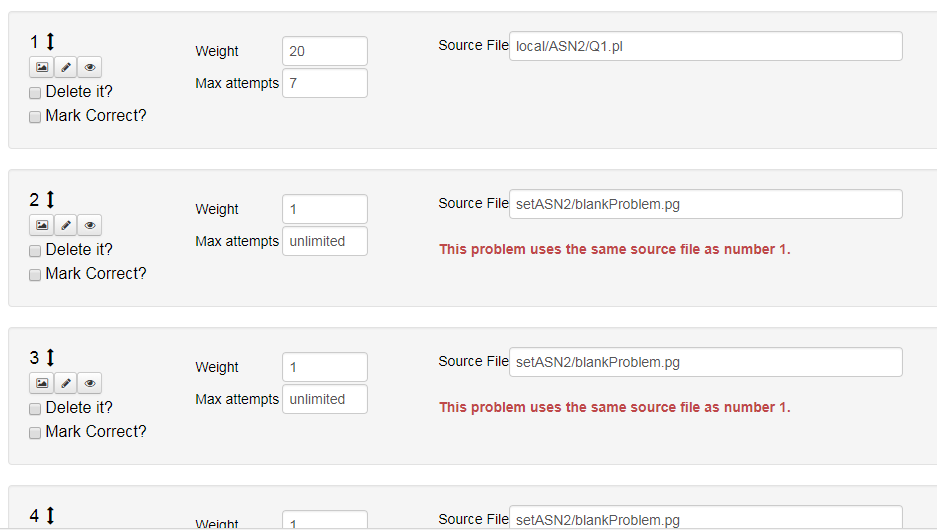 1
Weight 20
Source File local/ASN2/Q1.pl
Max attempts 7
Delete it?
Mark Correct?
2
Weight 1
Source File setASN2/blankProblem.pg
Max attempts unlimited
This problem uses the same source file as number 1.
Delete it?
Mark Correct?
3
Weight 1
Source File setASN2/blankProblem.pg
Max attempts unlimited
This problem uses the same source file as number 1.
Delete it?
Mark Correct?
4
Weight 1
Source File setASN2/blankProblem.pg